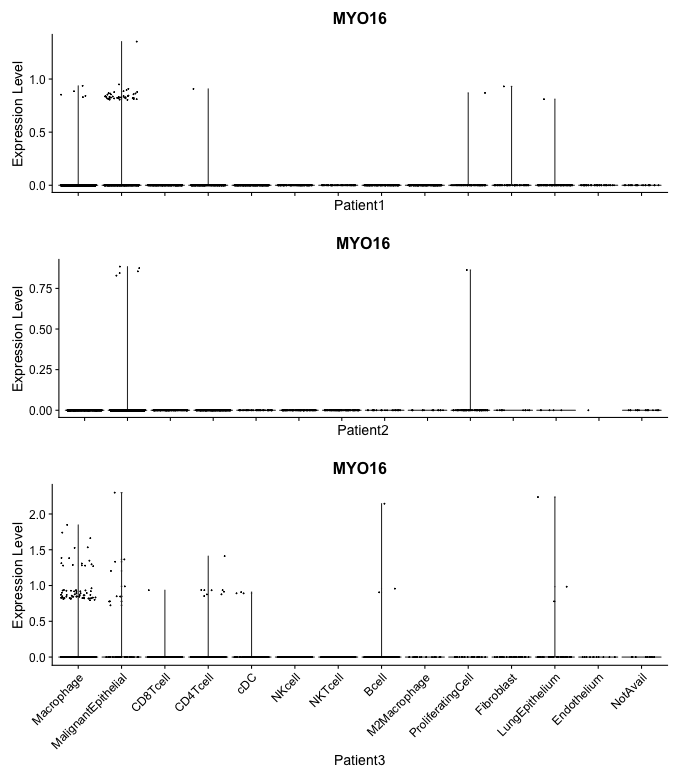 MYO16
Expression Level
1.0
0.5
0.0
Patient1
MYO16
Expression Level
0.75
0.50
0.25
0.00
Patient2
MYO16
Expression Level
2.0
1.5
1.0
0.5
0.0
Macrophage
MalignantEpithelial
CD8Tcell
CD4Tcell
cDC
NKcell
NKTcell
Bcell
M2Macrophage
ProliferatingCell
Fibroblast
LungEpithelium
Endothelium
NotAvail
Patient3